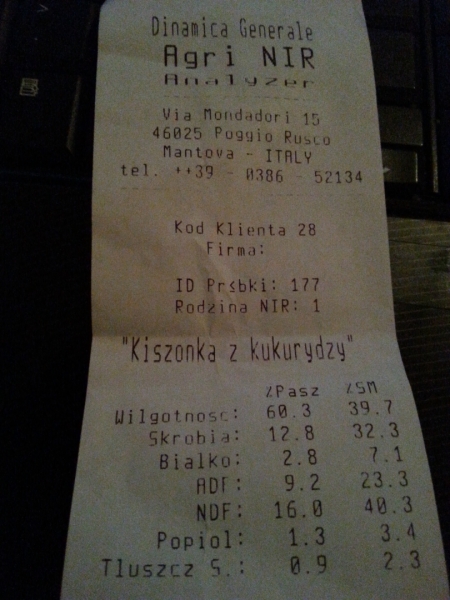 Dinamica Generale
Agri NIR
Analyzer
Via Mondadori 15
46025 Poggio Rusco
Mantova - ITALY
tel. ++39 - 0386 - 52134
Kod Klienta 28
Firma:
ID Prśbki: 177
Rodzina NIR: 1
"Kiszonka z kukurydzy"
%Pasz %SM
Wilgotnosc: 60.3 39.7
Skrobia: 12.8 32.3
Bialko: 2.8 7.1
ADF: 9.2 23.3
NDF: 16.0 40.3
Popiol: 1.3 3.4
Tluszcz S.: 0.9 2.3